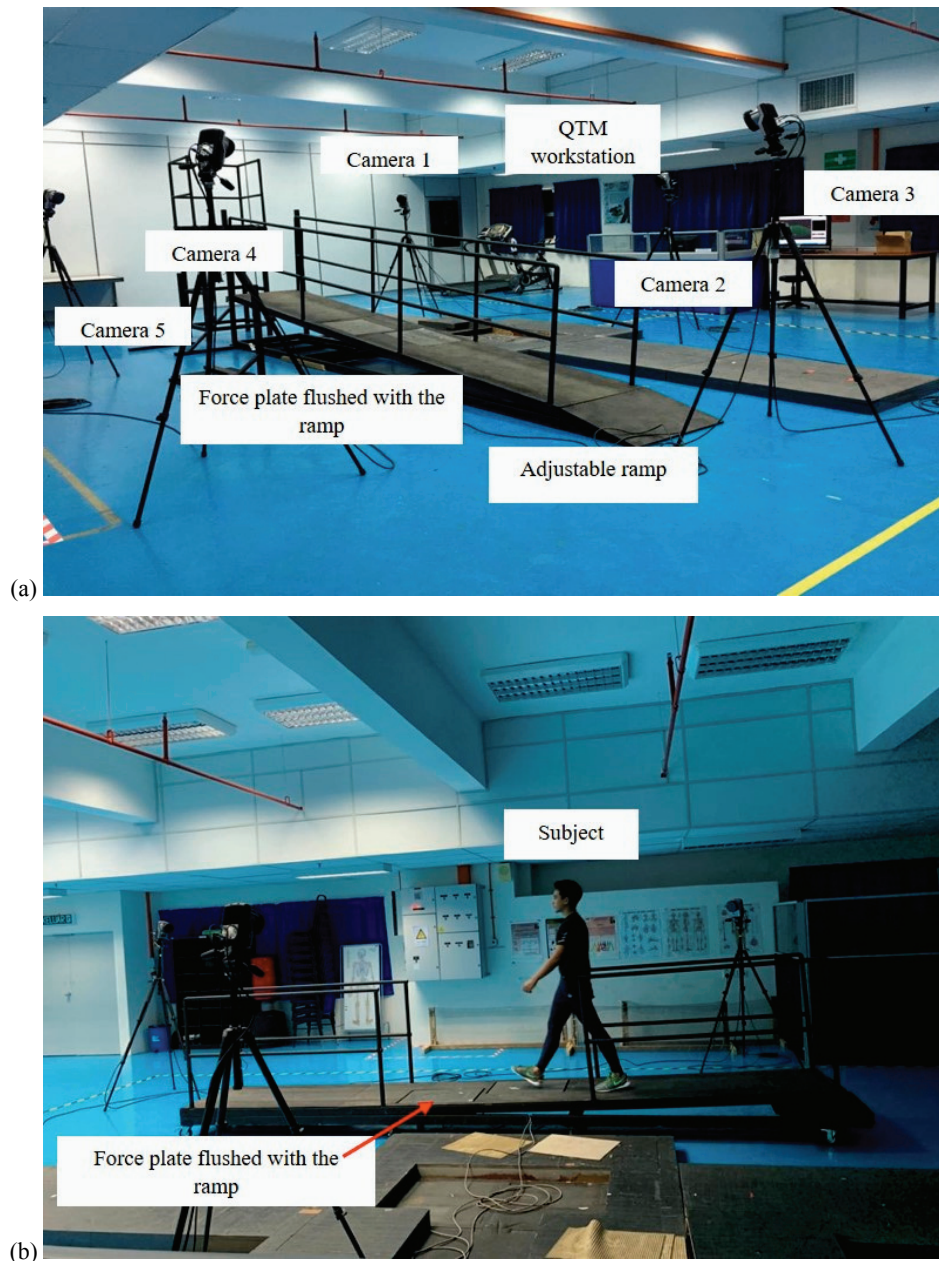 QTM
workstation
Camera 1
Camera 3
Camera 4
Camera 2
Camera 5
Force plate flushed with the
ramp
Adjustable ramp
(a)
Subject
Force plate flushed with the
ramp
(b)